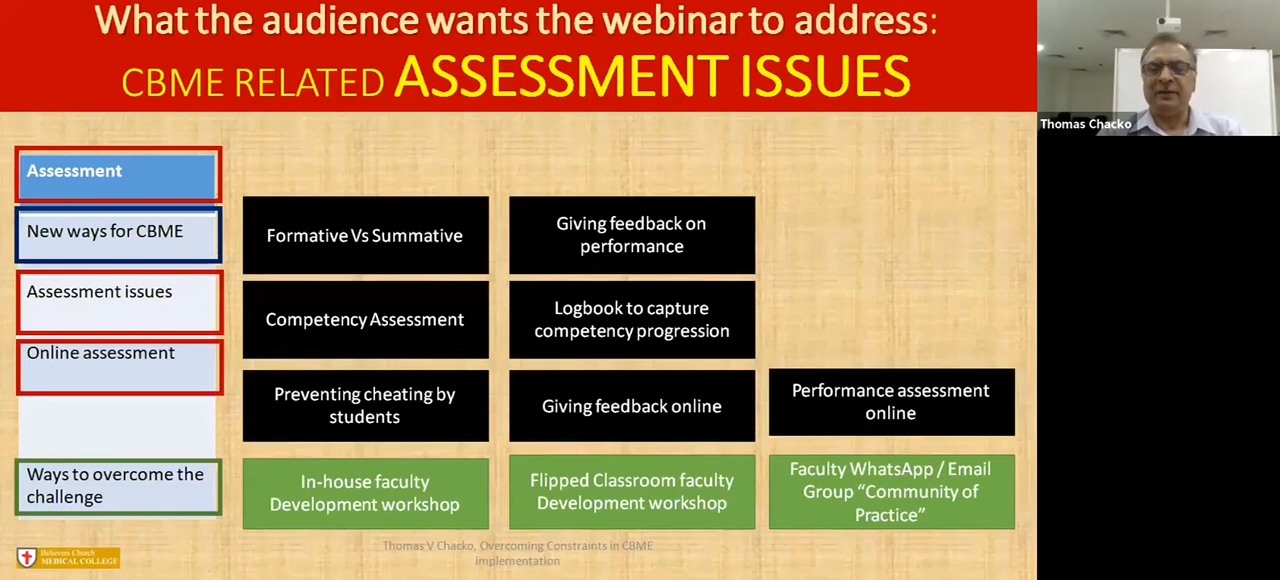 What the audience wants the webinar to address:
CBME RELATED ASSESSMENT ISSUES
Thomas Chacko
Assessment
New ways for CBME
Formative Vs Summative
Giving feedback on
performance
Assessment issues
Competency Assessment
Logbook to capture
competency progression
Online assessment
Preventing cheating by
students
Giving feedback online
Performance assessment
online
Ways to overcome the
challenge
In-house faculty
Development workshop
Flipped Classroom faculty
Development workshop
Faculty WhatsApp / Email
Group “Community of
Practice”
Believers Church
MEDICAL COLLEGE
Thomas V Chacko, Overcoming Constraints in CBME
implementation